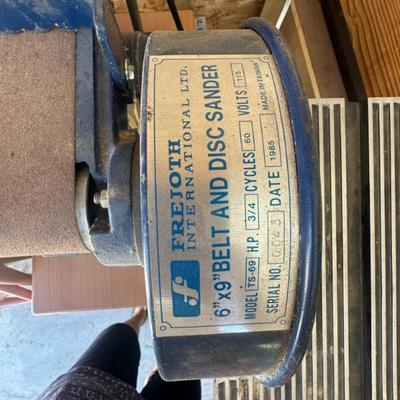 FREJOTH
INTERNATIONAL LTD.
6"x9" BELT AND DISC SANDER
MODEL TS-69 H.P. 3/4 CYCLES 60 VOLTS 115
SERIAL NO. 0043 DATE 1985 MADE IN TAIWAN